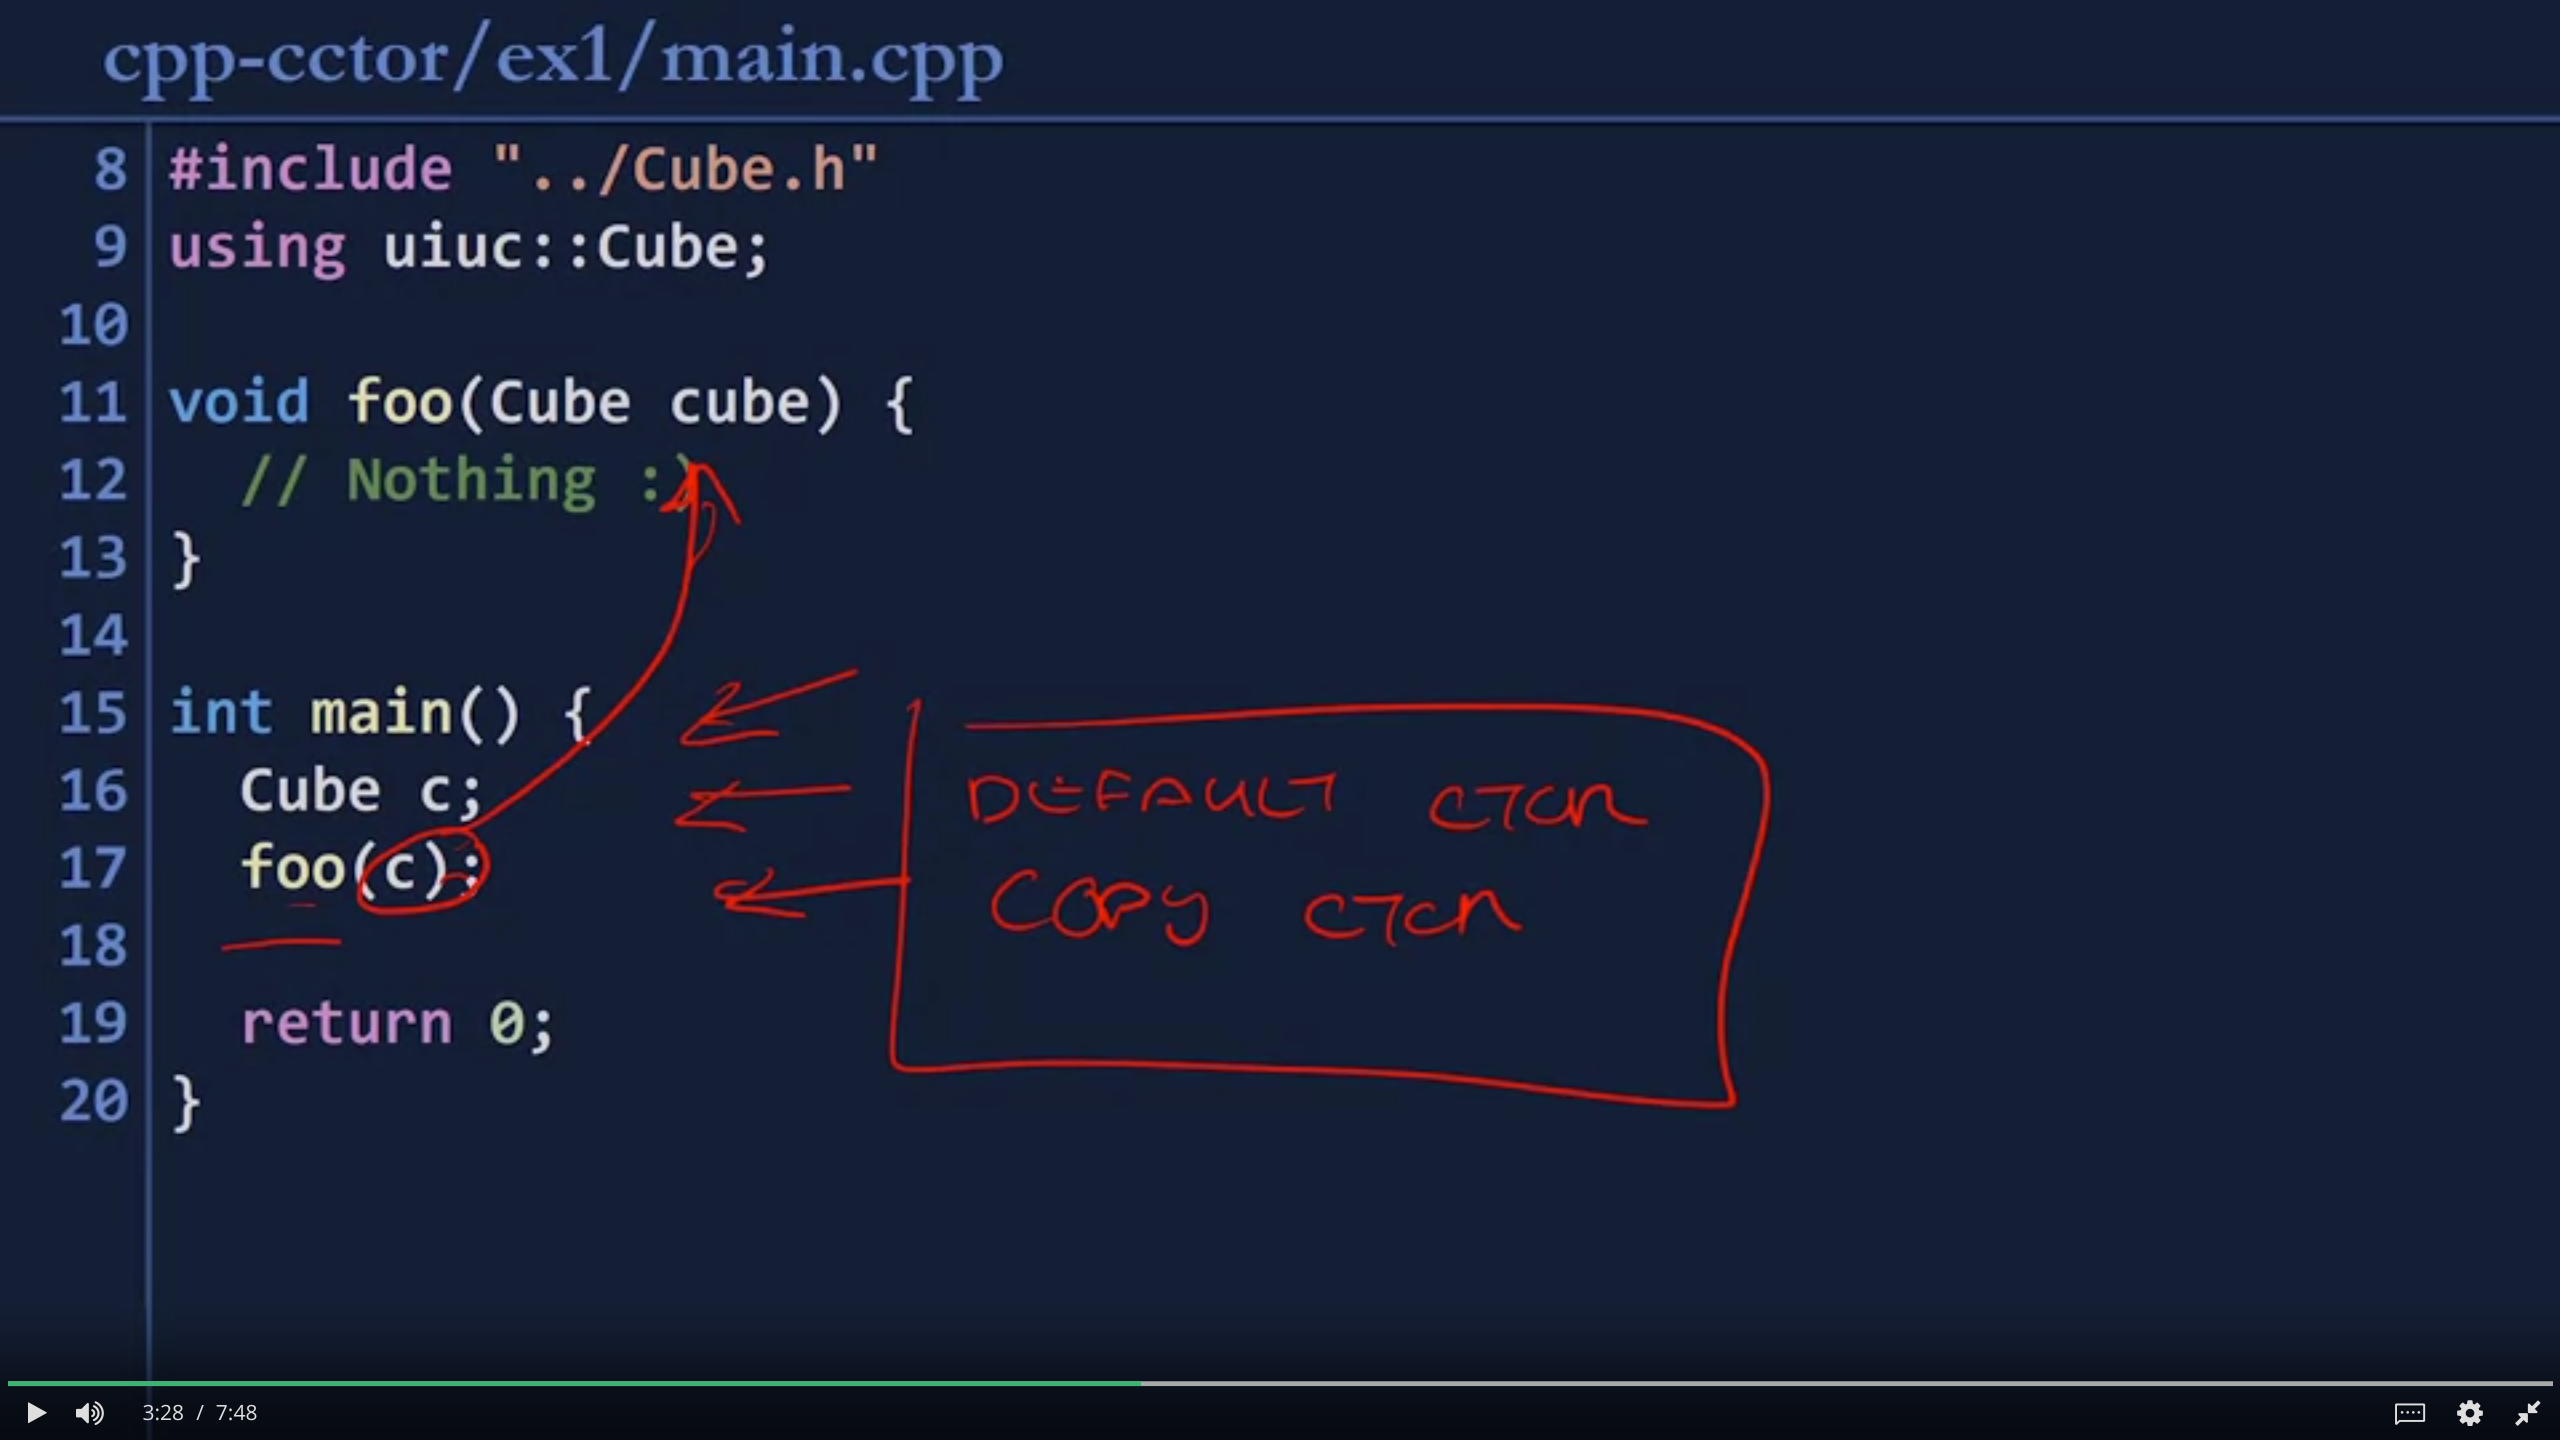 cpp-cctor/ex1/main.cpp
8 #include "../Cube.h"
9 using uiuc::Cube;
10
11 void foo(Cube cube) {
12 // Nothing :)
13 }
14
15 int main() {
16 Cube c; DEFAULT CTOR
17 foo(c); COPY CTOR
18
19 return 0;
20 }
3:28 / 7:48